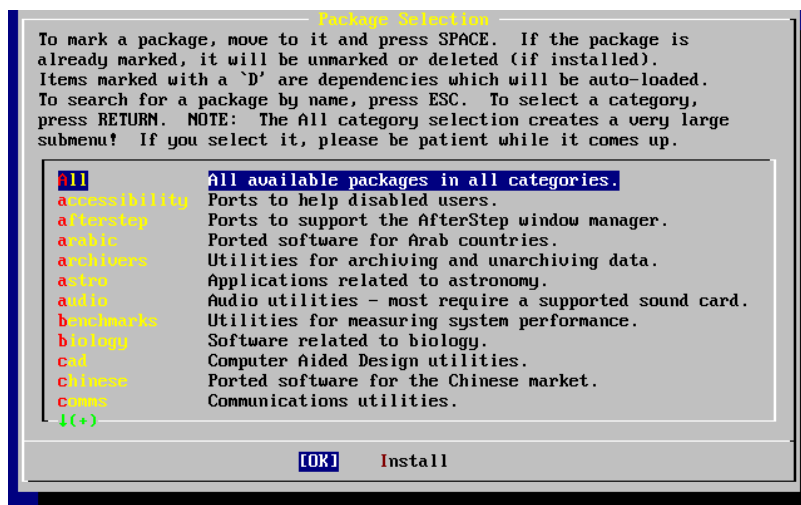 Package Selection
To mark a package, move to it and press SPACE.  If the package is
already marked, it will be unmarked or deleted (if installed).
Items marked with a `D' are dependencies which will be auto-loaded.
To search for a package by name, press ESC.  To select a category,
press RETURN.  NOTE:  The All category selection creates a very large
submenu!  If you select it, please be patient while it comes up.
All All available packages in all categories.
accessibility Ports to help disabled users.
afterstep Ports to support the AfterStep window manager.
arabic Ported software for Arab countries.
archivers Utilities for archiving and unarchiving data.
astro Applications related to astronomy.
audio Audio utilities - most require a supported sound card.
benchmarks Utilities for measuring system performance.
biology Software related to biology.
cad Computer Aided Design utilities.
chinese Ported software for the Chinese market.
comms Communications utilities.
↓(+)
[OK] Install